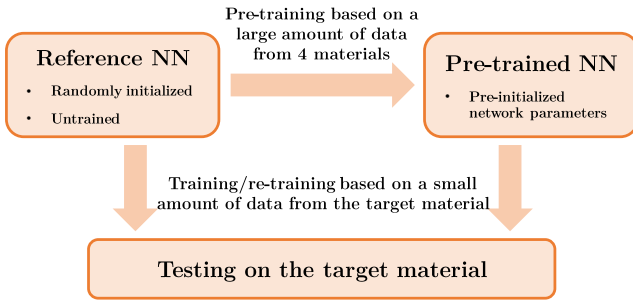 Pre-training based on a
large amount of data
from 4 materials
Reference NN
• Randomly initialized
• Untrained
Pre-trained NN
• Pre-initialized
network parameters
Training/re-training based on a small
amount of data from the target material
Testing on the target material